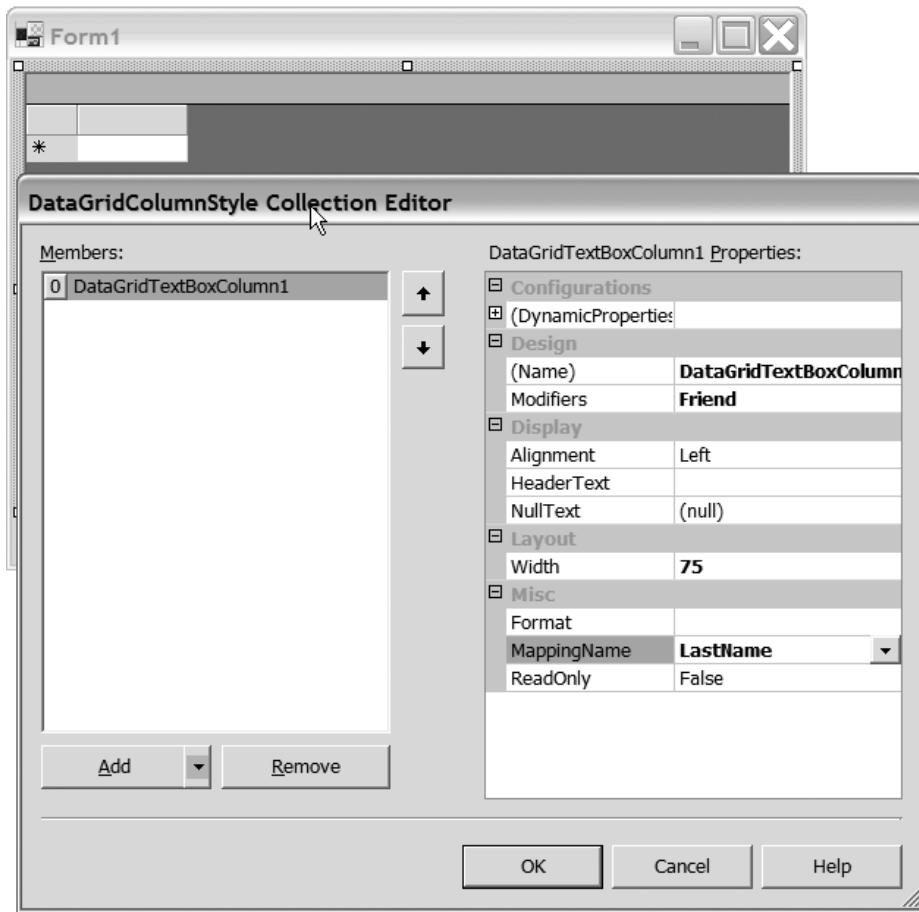 Form1
DataGridColumnStyle Collection Editor
Members:
0 DataGridTextBoxColumn1
Add
Remove
DataGridTextBoxColumn1 Properties:
Configurations
(DynamicProperties
Design
(Name) DataGridTextBoxColumn
Modifiers Friend
Display
Alignment Left
HeaderText
NullText (null)
Layout
Width 75
Misc
Format
MappingName LastName
ReadOnly False
OK Cancel Help